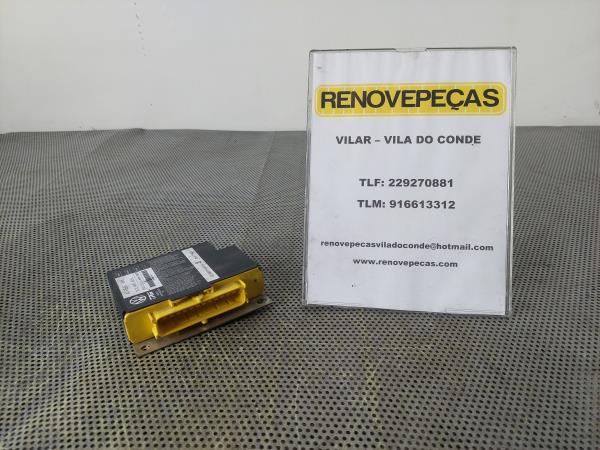 RENOVEPEÇAS
VILAR – VILA DO CONDE
TLF: 229270881
TLM: 916613312
renovepecasviladoconde@hotmail.com
www.renovepecas.com